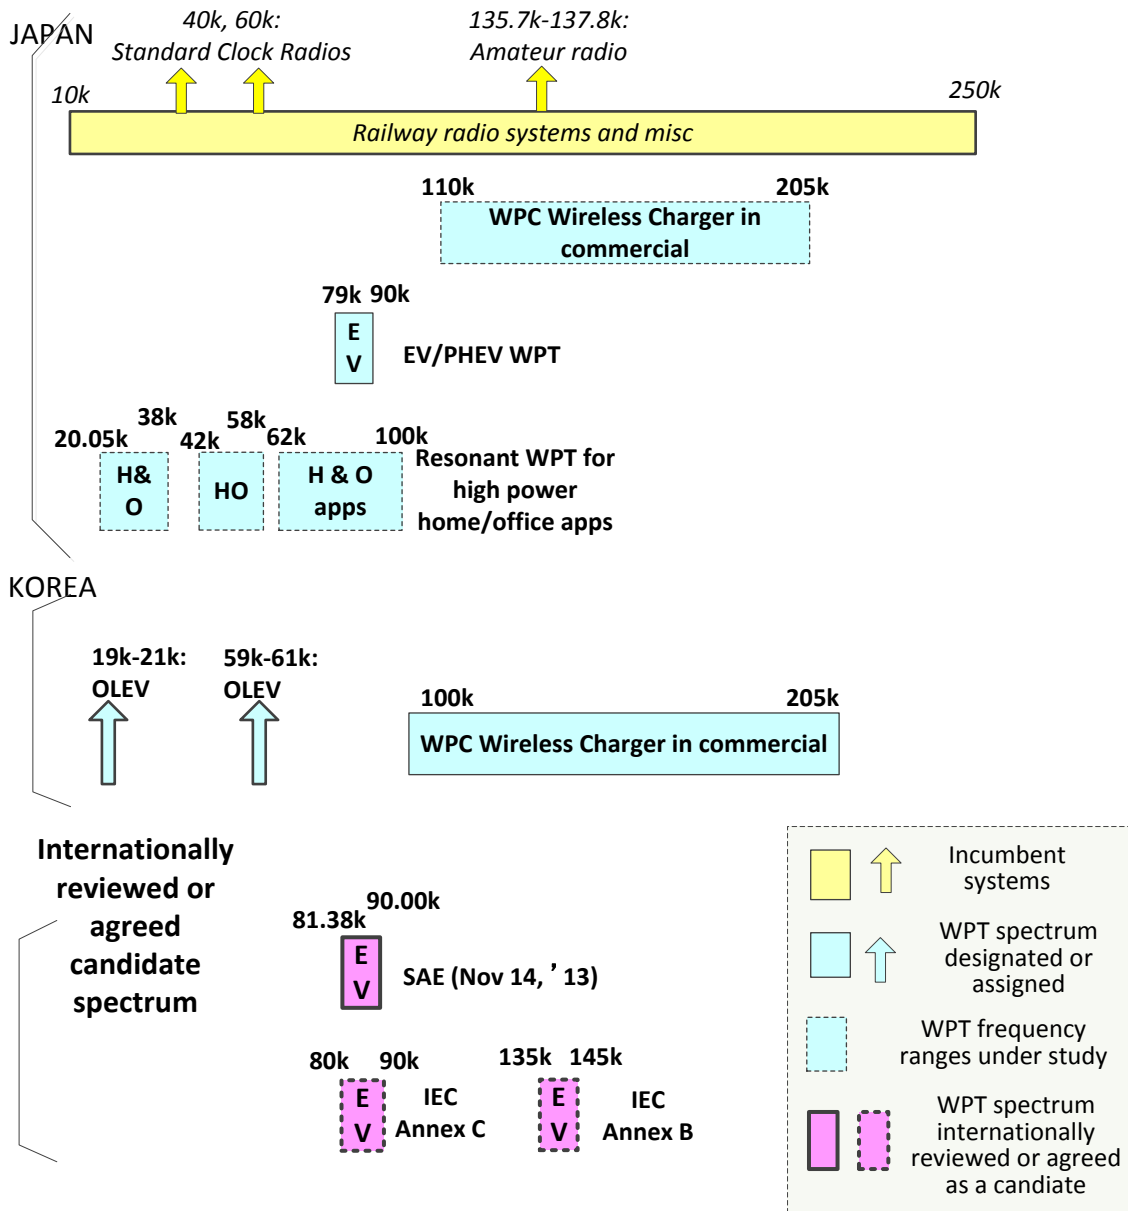 JAPAN
40k, 60k:
Standard Clock Radios
135.7k-137.8k:
Amateur radio
10k
250k
Railway radio systems and misc
110k
205k
WPC Wireless Charger in
commercial
79k 90k
E
V
EV/PHEV WPT
20.05k
38k
42k
58k
62k
100k
H&
O
HO
H & O
apps
Resonant WPT for
high power
home/office apps
KOREA
19k-21k:
OLEV
59k-61k:
OLEV
100k
205k
WPC Wireless Charger in commercial
Internationally
reviewed or
agreed
candidate
spectrum
81.38k
90.00k
E
V
SAE (Nov 14, ’ 13)
80k
90k
E
V
IEC
Annex C
135k
145k
E
V
IEC
Annex B
Incumbent
systems
WPT spectrum
designated or
assigned
WPT frequency
ranges under study
WPT spectrum
internationally
reviewed or agreed
as a candiate